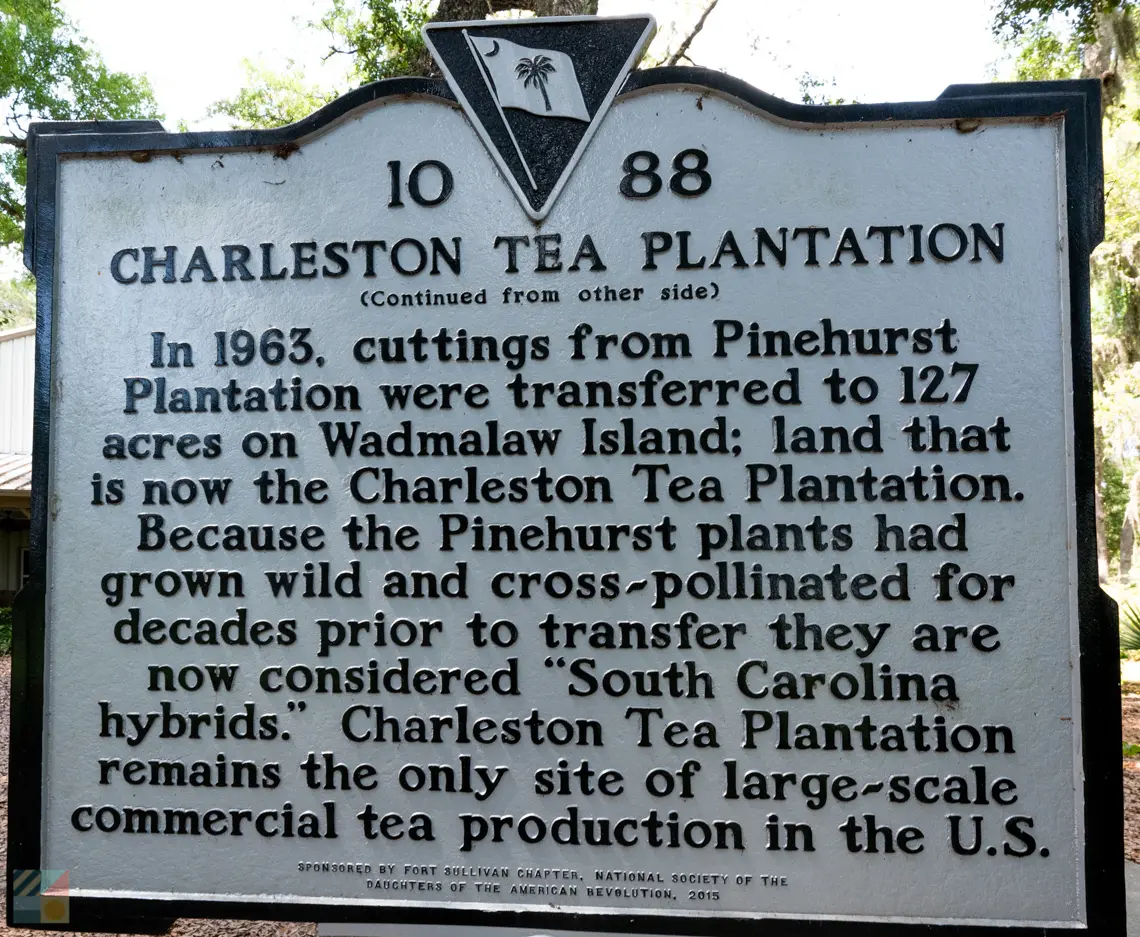 10 88
CHARLESTON TEA PLANTATION
(Continued from other side)
In 1963, cuttings from Pinehurst
Plantation were transferred to 127
acres on Wadmalaw Island; land that
is now the Charleston Tea Plantation.
Because the Pinehurst plants had
grown wild and cross-pollinated for
decades prior to transfer they are
now considered “South Carolina
hybrids.” Charleston Tea Plantation
remains the only site of large-scale
commercial tea production in the U.S.
SPONSORED BY FORT SULLIVAN CHAPTER, NATIONAL SOCIETY OF THE
DAUGHTERS OF THE AMERICAN REVOLUTION, 2015